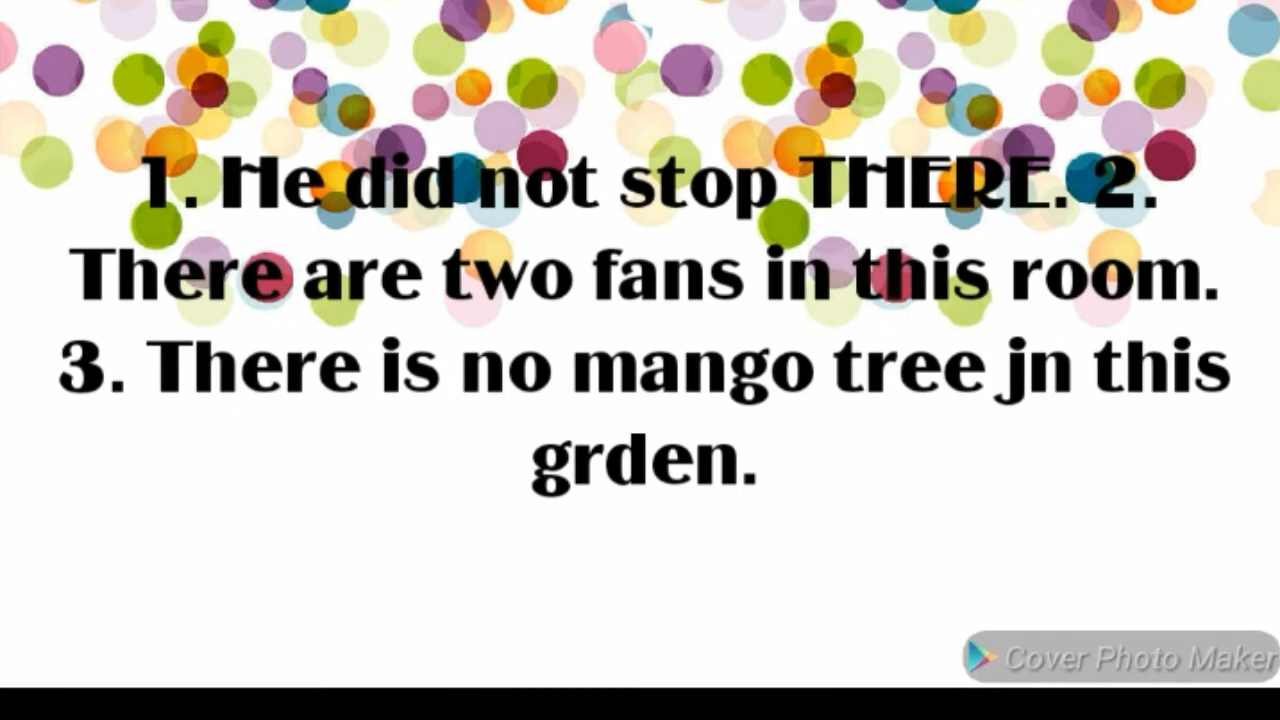 1. He did not stop THERE. 2.
There are two fans in this room.
3. There is no mango tree jn this
grden.
Cover Photo Maker